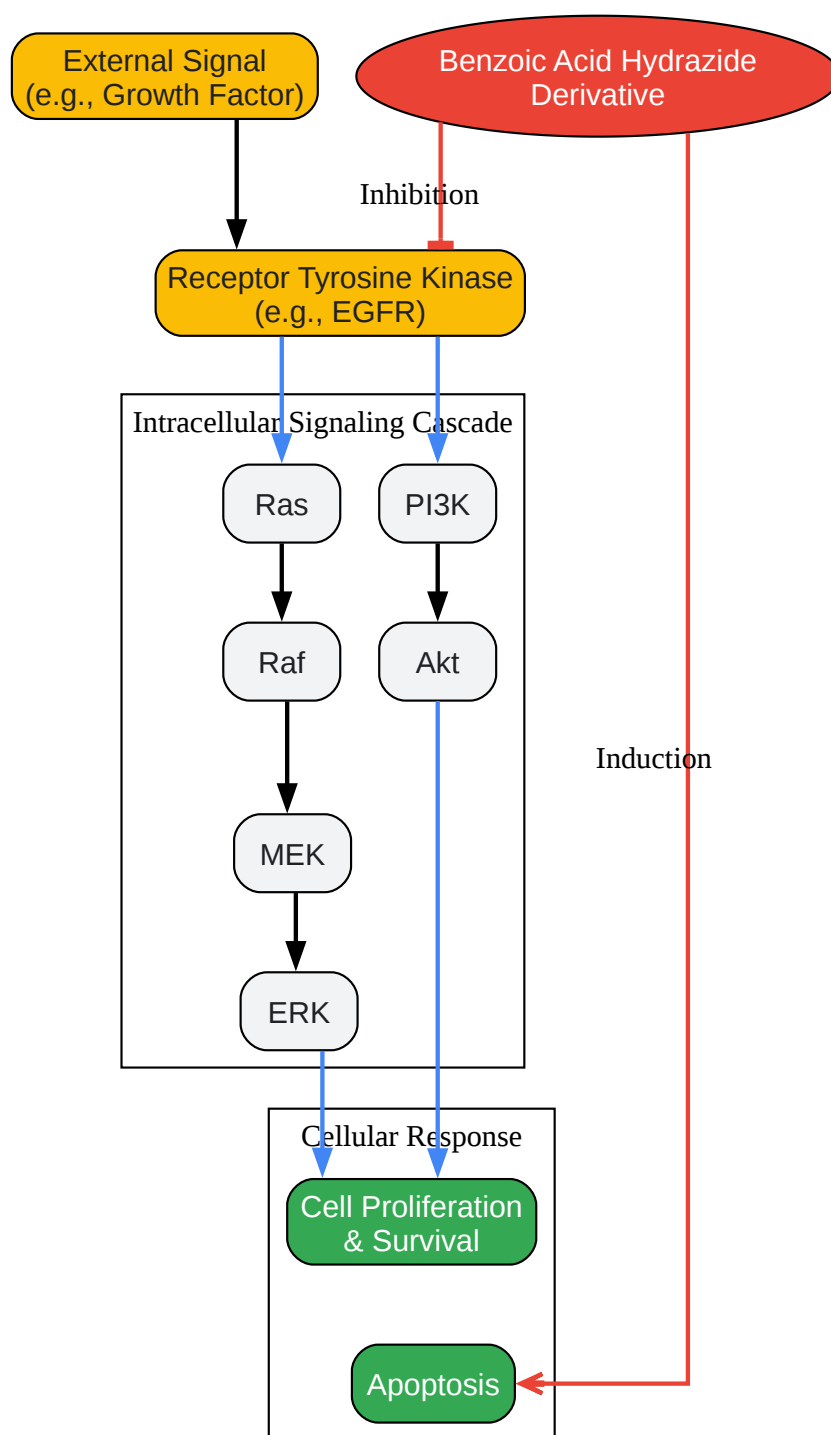 External Signal
(e.g., Growth Factor)
Benzoic Acid Hydrazide
Derivative
Inhibition
Receptor Tyrosine Kinase
(e.g., EGFR)
Intracellular Signaling Cascade
Ras
PI3K
Raf
Akt
Induction
MEK
ERK
Cellular Response
Cell Proliferation
& Survival
Apoptosis